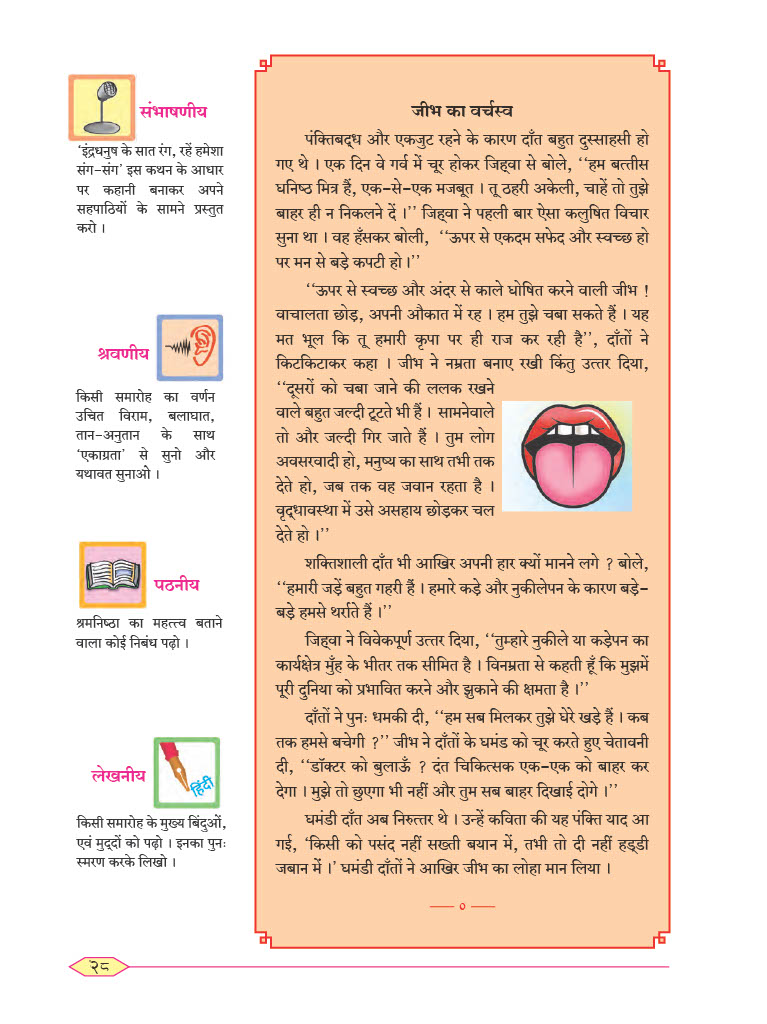 संभाषणीय
‘इंद्रधनुष के सात रंग, रहें हमेशा
संग-संग’ इस कथन के आधार
पर कहानी बनाकर अपने
सहपाठियों के सामने प्रस्तुत
करो ।
श्रवणीय
किसी समारोह का वर्णन
उचित विराम, बलाघात,
तान-अनुतान के साथ
‘एकाग्रता’ से सुनो और
यथावत सुनाओ ।
पठनीय
श्रमनिष्ठा का महत्त्व बताने
वाला कोई निबंध पढ़ो ।
लेखनीय
हिंदी
किसी समारोह के मुख्य बिंदुओं,
एवं मुद्दों को पढ़ो । इनका पुनः
स्मरण करके लिखो ।
जीभ का वर्चस्व
पंक्तिबद्ध और एकजुट रहने के कारण दाँत बहुत दुस्साहसी हो
गए थे । एक दिन वे गर्व में चूर होकर जिह्वा से बोले, ‘‘हम बत्तीस
घनिष्ठ मित्र हैं, एक-से-एक मजबूत । तू ठहरी अकेली, चाहें तो तुझे
बाहर ही न निकलने दें ।’’ जिह्वा ने पहली बार ऐसा कलुषित विचार
सुना था । वह हँसकर बोली, ‘‘ऊपर से एकदम सफेद और स्वच्छ हो
पर मन से बड़े कपटी हो ।’’
‘‘ऊपर से स्वच्छ और अंदर से काले घोषित करने वाली जीभ !
वाचालता छोड़, अपनी औकात में रह । हम तुझे चबा सकते हैं । यह
मत भूल कि तू हमारी कृपा पर ही राज कर रही है’’, दाँतों ने
किटकिटाकर कहा । जीभ ने नम्रता बनाए रखी किंतु उत्तर दिया,
‘‘दूसरों को चबा जाने की ललक रखने
वाले बहुत जल्दी टूटते भी हैं । सामनेवाले
तो और जल्दी गिर जाते हैं । तुम लोग
अवसरवादी हो, मनुष्य का साथ तभी तक
देते हो, जब तक वह जवान रहता है ।
वृद्धावस्था में उसे असहाय छोड़कर चल
देते हो ।’’
शक्तिशाली दाँत भी आखिर अपनी हार क्यों मानने लगे ? बोले,
‘‘हमारी जड़ें बहुत गहरी हैं । हमारे कड़े और नुकीलेपन के कारण बड़े-
बड़े हमसे थर्राते हैं ।’’
जिह्वा ने विवेकपूर्ण उत्तर दिया, ‘‘तुम्हारे नुकीले या कड़ेपन का
कार्यक्षेत्र मुँह के भीतर तक सीमित है । विनम्रता से कहती हूँ कि मुझमें
पूरी दुनिया को प्रभावित करने और झुकाने की क्षमता है ।’’
दाँतों ने पुनः धमकी दी, ‘‘हम सब मिलकर तुझे घेरे खड़े हैं । कब
तक हमसे बचेगी ?’’ जीभ ने दाँतों के घमंड को चूर करते हुए चेतावनी
दी, ‘‘डॉक्टर को बुलाऊँ ? दंत चिकित्सक एक-एक को बाहर कर
देगा । मुझे तो छुएगा भी नहीं और तुम सब बाहर दिखाई दोगे ।’’
घमंडी दाँत अब निरुत्तर थे । उन्हें कविता की यह पंक्ति याद आ
गई, ‘किसी को पसंद नहीं सख्ती बयान में, तभी तो दी नहीं हड्डी
जबान में ।’ घमंडी दाँतों ने आखिर जीभ का लोहा मान लिया ।
— ० —
२८